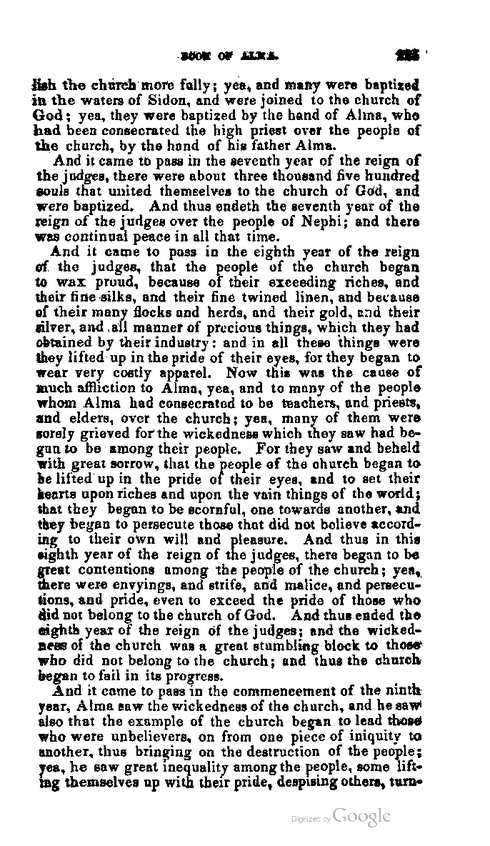 BOOK OF ALMA. 225
lish the church more fully; yea, and many were baptized
in the waters of Sidon, and were joined to the church of
God; yea, they were baptized by the hand of Alma, who
had been consecrated the high priest over the people of
the church, by the hand of his father Alma.
And it came to pass in the seventh year of the reign of
the judges, there were about three thousand five hundred
souls that united themselves to the church of God, and
were baptized. And thus endeth the seventh year of the
reign of the judges over the people of Nephi; and there
was continual peace in all that time.
And it came to pass in the eighth year of the reign
of the judges, that the people of the church began
to wax proud, because of their exceeding riches, and
their fine silks, and their fine twined linen, and because
of their many flocks and herds, and their gold, and their
silver, and all manner of precious things, which they had
obtained by their industry: and in all these things were
they lifted up in the pride of their eyes, for they began to
wear very costly apparel. Now this was the cause of
much affliction to Alma, yea, and to many of the people
whom Alma had consecrated to be teachers, and priests,
and elders, over the church; yea, many of them were
sorely grieved for the wickedness which they saw had be-
gun to be among their people. For they saw and beheld
with great sorrow, that the people of the church began to
be lifted up in the pride of their eyes, and to set their
hearts upon riches and upon the vain things of the world;
that they began to be scornful, one towards another, and
they began to persecute those that did not believe accord-
ing to their own will and pleasure. And thus in this
eighth year of the reign of the judges, there began to be
great contentions among the people of the church; yea,
there were envyings, and strife, and malice, and persecu-
tions, and pride, even to exceed the pride of those who
did not belong to the church of God. And thus ended the
eighth year of the reign of the judges; and the wicked-
ness of the church was a great stumbling block to those
who did not belong to the church; and thus the church
began to fail in its progress.
And it came to pass in the commencement of the ninth
year, Alma saw the wickedness of the church, and he saw
also that the example of the church began to lead those
who were unbelievers, on from one piece of iniquity to
another, thus bringing on the destruction of the people;
yea, he saw great inequality among the people, some lift-
ing themselves up with their pride, despising others, turn-
Digitized by Google